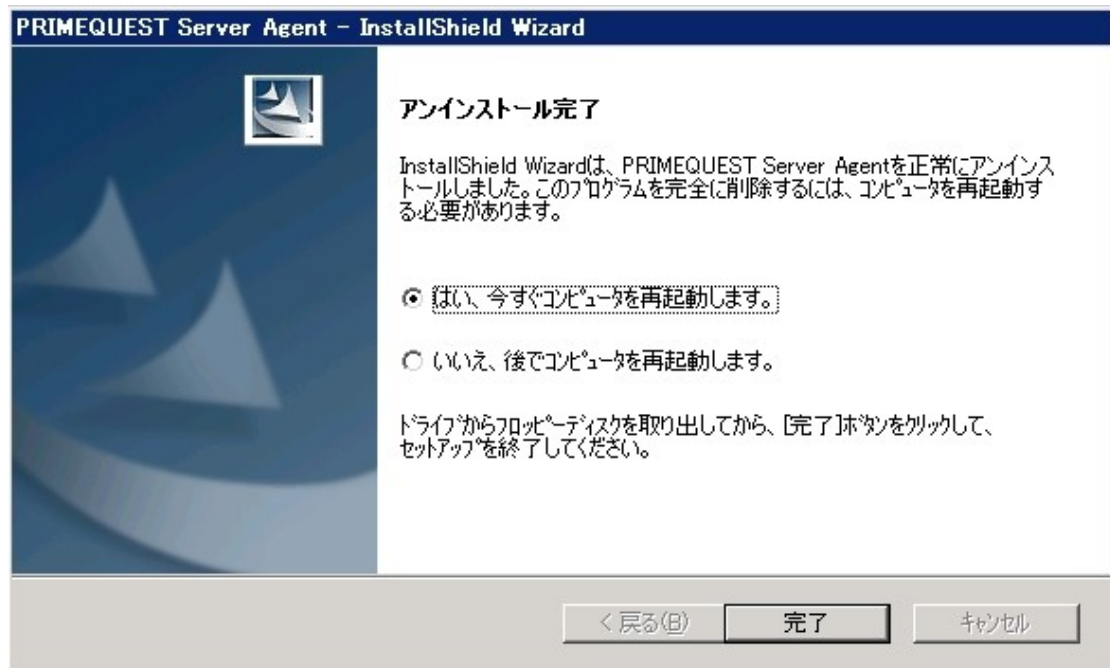 PRIMEQUEST Server Agent - InstallShield Wizard
アンインストール完了
InstallShield Wizardは、PRIMEQUEST Server Agentを正常にアンインス
トールしました。このプログラムを完全に削除するには、コンピュータを再起動す
る必要があります。
はい、今すぐコンピュータを再起動します。
いいえ、後でコンピュータを再起動します。
ドライブからフロッピーディスクを取り出してから、[完了]ボタンをクリックして、
セットアップを終了してください。
< 戻る(B)
完了
キャンセル